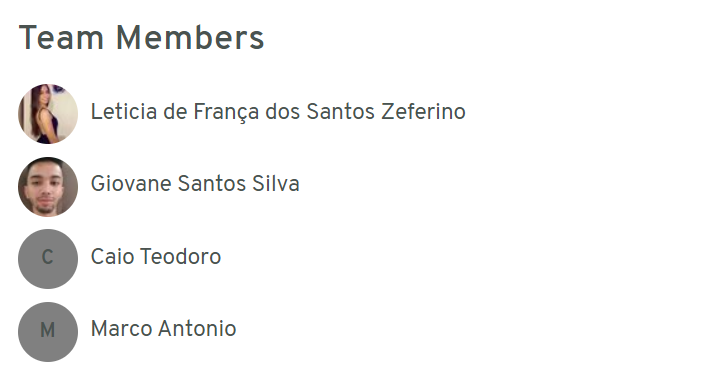 Team Members
Leticia de França dos Santos Zeferino
Giovane Santos Silva
C Caio Teodoro
M Marco Antonio